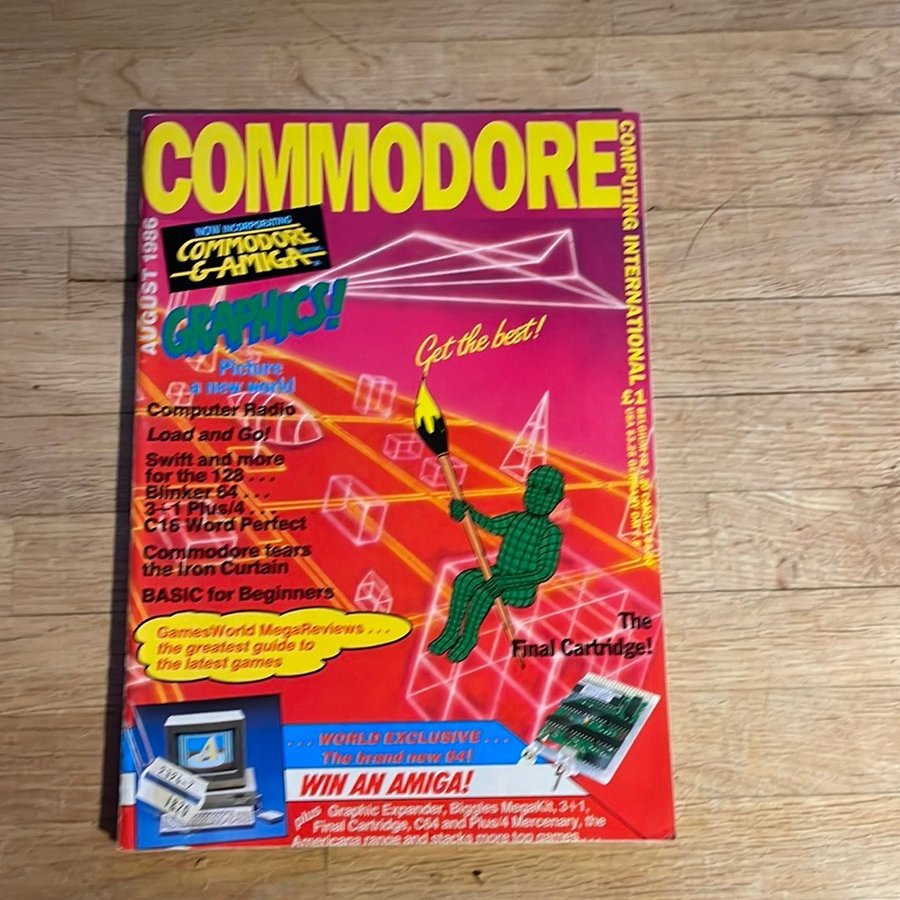 COMMODORE
COMPUTING INTERNATIONAL £1
AUGUST 1986
NOW INCORPORATING
COMMODORE
& AMIGA
GRAPHICS!
Picture
a new world
Get the best!
Computer Radio
Load and Go!
Swift and more
for the 128 . . .
Blinker 64 . . .
3+1 Plus/4 . . .
C16 Word Perfect
Commodore tears
the Iron Curtain
BASIC for Beginners
GamesWorld MegaReviews . . .
the greatest guide to
the latest games
The
Final Cartridge!
. . . WORLD EXCLUSIVE . . .
The brand new 64!
WIN AN AMIGA!
plus Graphic Expander, Biggles MegaKit, 3+1,
Final Cartridge, C64 and Plus/4 Mercenary, the
Americana range and stacks more top games . . .